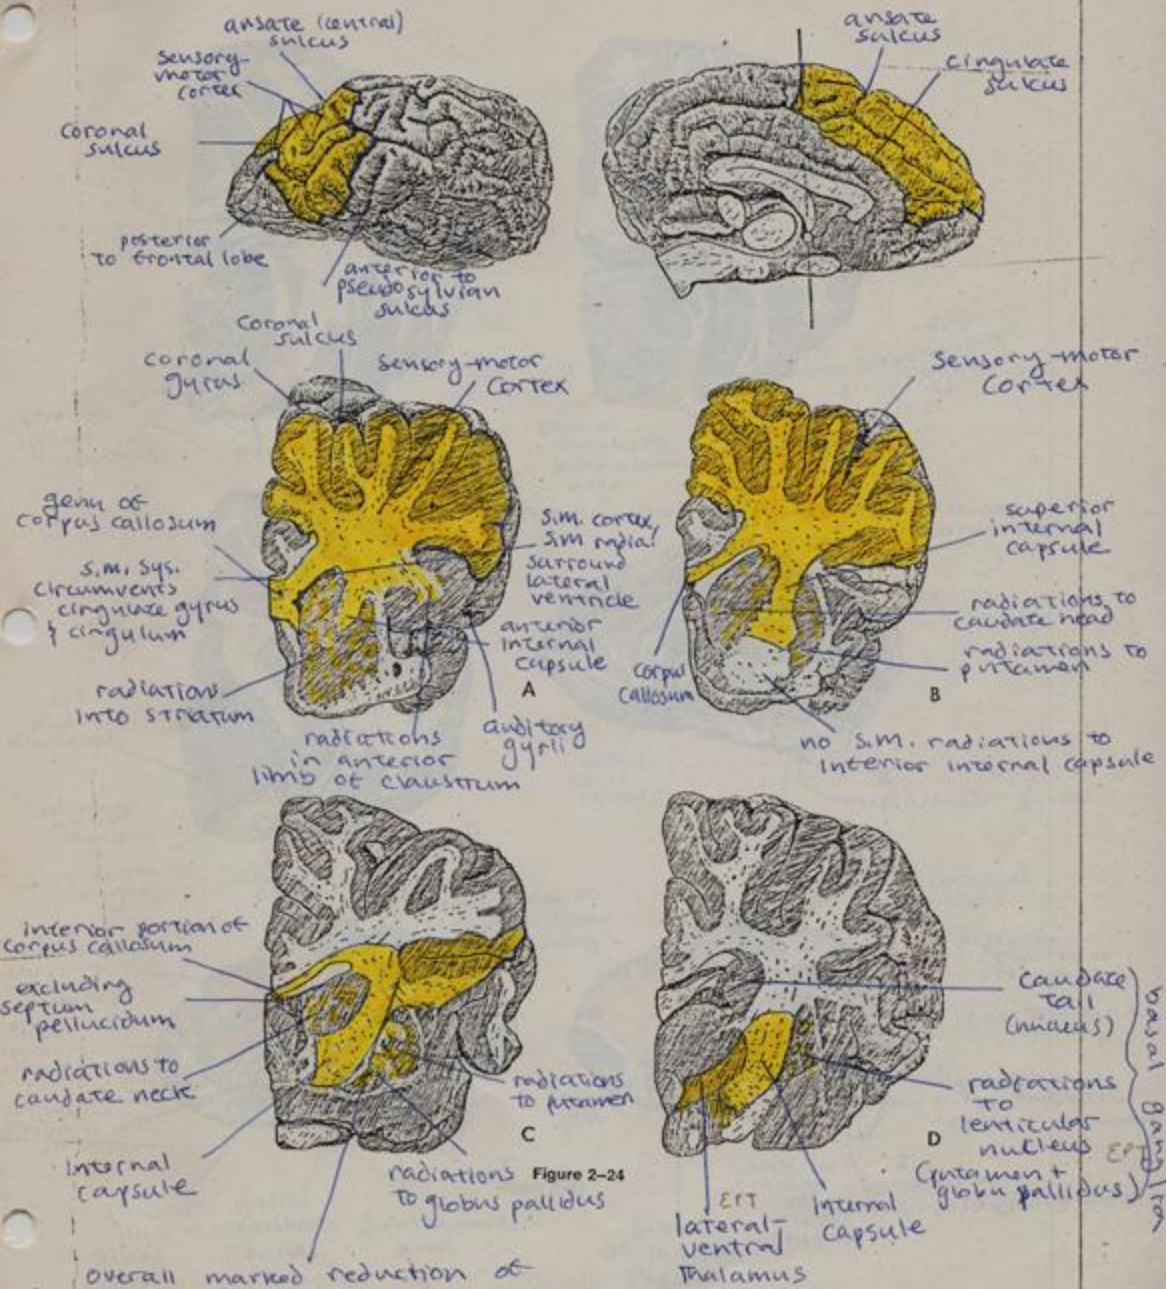 ansate (central)
sulcus
sensory-
motor
cortex
coronal
sulcus
posterior
to frontal lobe
anterior to
pseudosylvian
sulcus
ansate
sulcus
cingulate
sulcus
coronal
sulcus
coronal
gyrus
sensory-motor
cortex
genu of
corpus callosum
s.m. sys.
circumvents
cingulate gyrus
& cingulum
radiation
into striatum
radiations
in anterior
limb of claustrum
S.M. cortex,
S.M. radia.
surround
lateral
ventricle
anterior
internal
capsule
A
auditory
gyrii
sensory-motor
cortex
superior
internal
capsule
radiations to
caudate head
radiations to
putamen
corpus
callosum
B
no S.M. radiations to
interior internal capsule
interior portion of
corpus callosum
excluding
septum
pellucidum
radiations to
caudate neck
internal
capsule
radiations
to putamen
C
radiations
to globus pallidus
Figure 2-24
overall marked reduction of
caudate
tail
(nucleus)
radiations
to
lenticular
nucleus
(putamen +
globu pallidus)
basal ganglia
EPT
D
EPT
lateral-
ventral
thalamus
internal
capsule